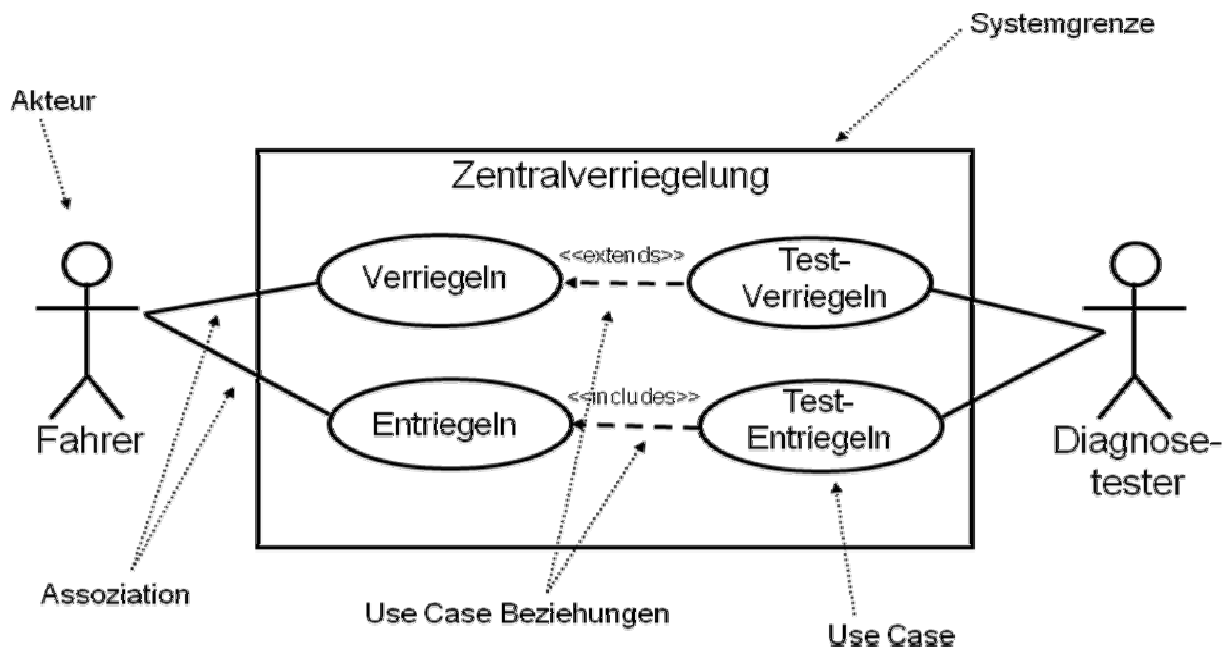 Systemgrenze
Akteur
Zentralverriegelung
<<extends>>
Verriegeln
Test-
Verriegeln
<<includes>>
Entriegeln
Test-
Entriegeln
Fahrer
Diagnose-
tester
Assoziation
Use Case Beziehungen
Use Case